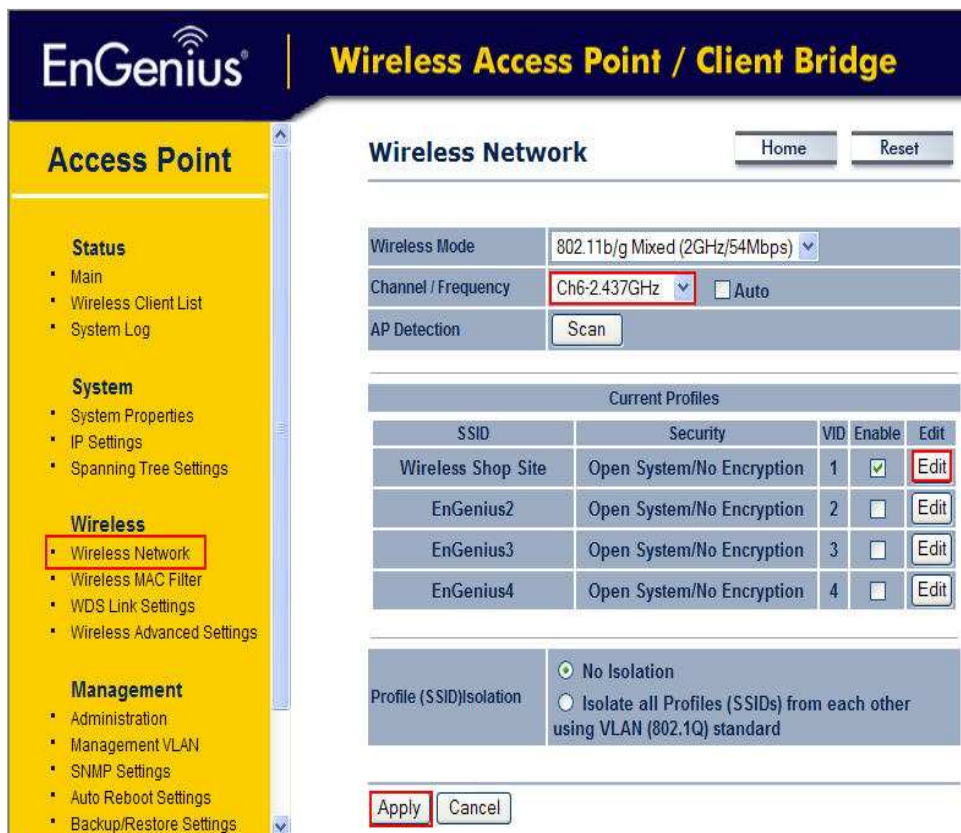 EnGenius®
Wireless Access Point / Client Bridge
Access Point
Status
Main
Wireless Client List
System Log
System
System Properties
IP Settings
Spanning Tree Settings
Wireless
Wireless Network
Wireless MAC Filter
WDS Link Settings
Wireless Advanced Settings
Management
Administration
Management VLAN
SNMP Settings
Auto Reboot Settings
Backup/Restore Settings
Wireless Network
Home Reset
Wireless Mode 802.11b/g Mixed (2GHz/54Mbps)
Channel / Frequency Ch6-2.437GHz Auto
AP Detection Scan
Current Profiles
SSID Security VID Enable Edit
Wireless Shop Site Open System/No Encryption 1 Edit
EnGenius2 Open System/No Encryption 2 Edit
EnGenius3 Open System/No Encryption 3 Edit
EnGenius4 Open System/No Encryption 4 Edit
Profile (SSID)Isolation
No Isolation
Isolate all Profiles (SSIDs) from each other
using VLAN (802.1Q) standard
Apply Cancel